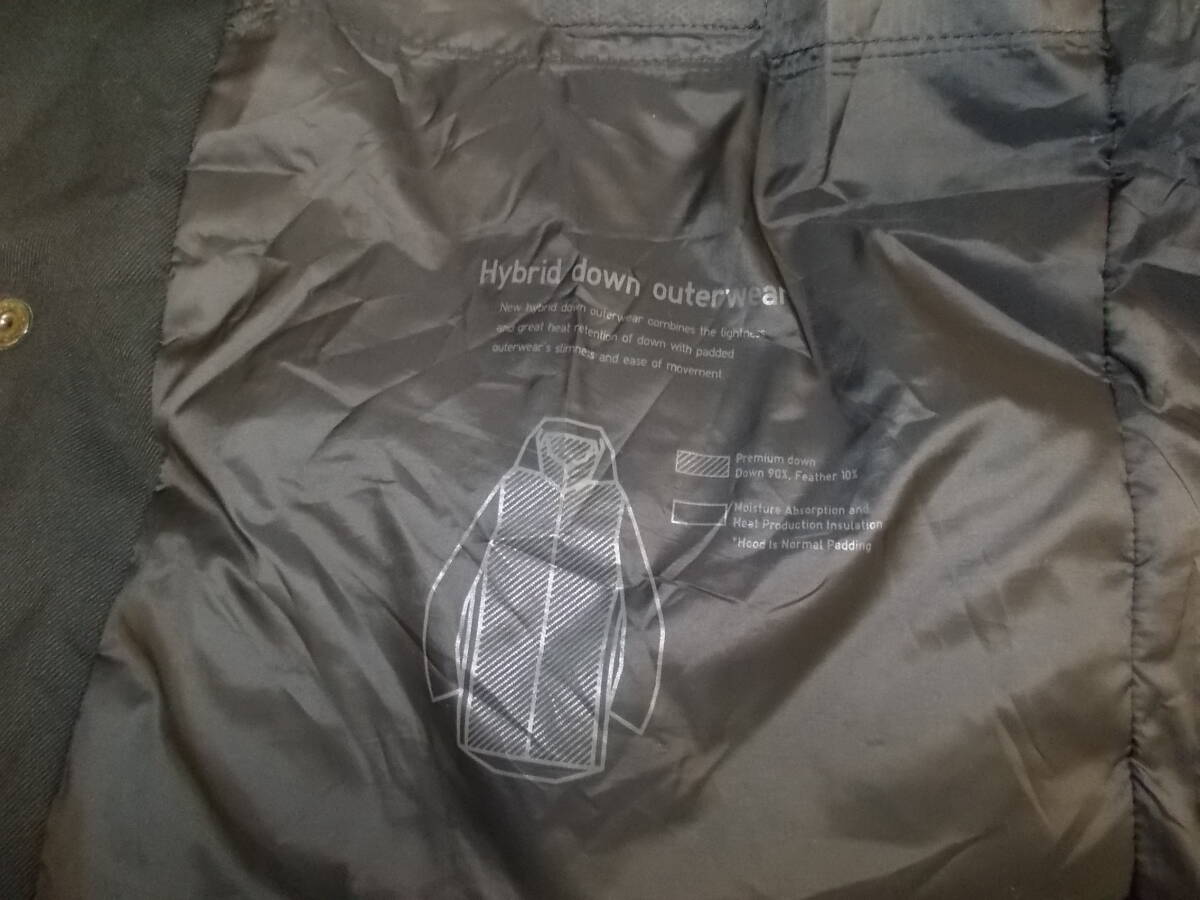 Hybrid down outerwear
New hybrid down outerwear combines the lightness
and great heat retention of down with padded
outerwear's slimness and ease of movement.
Premium down
Down 90%, Feather 10%
Moisture Absorption and
Heat Production Insulation
*Hood is Normal Padding